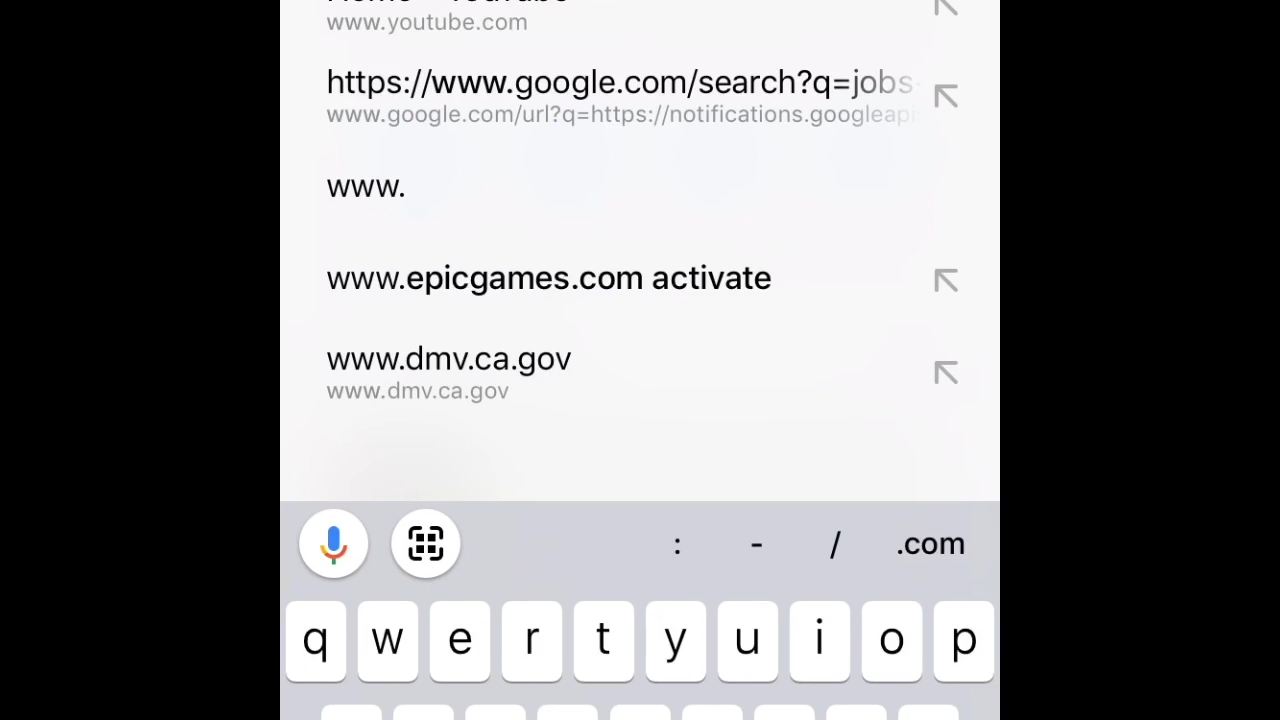 www.youtube.com
https://www.google.com/search?q=jobs-
www.google.com/url?q=https://notifications.googleapi
www.
www.epicgames.com activate
www.dmv.ca.gov
www.dmv.ca.gov
: - / .com
q w e r t y u i o p